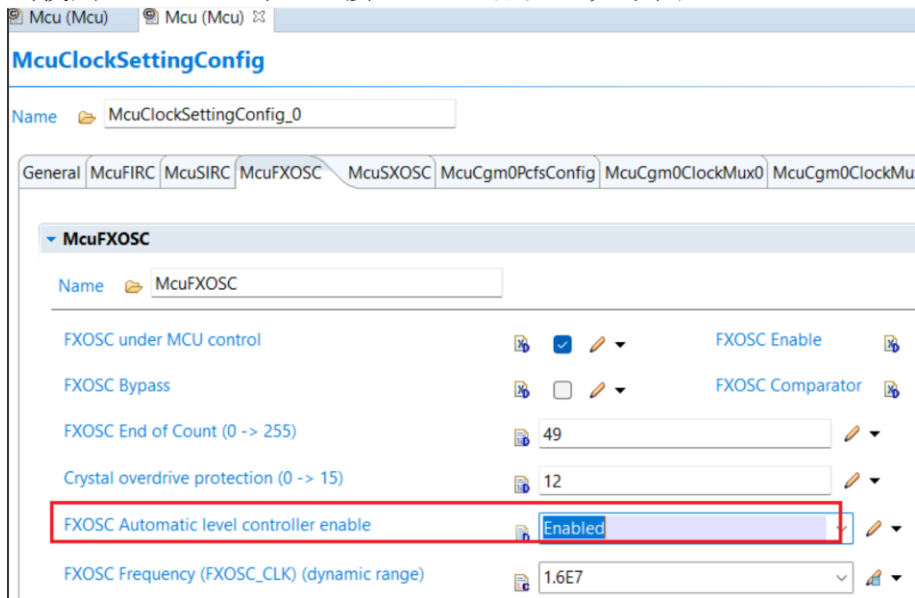 Mcu (Mcu) Mcu (Mcu)
McuClockSettingConfig
Name McuClockSettingConfig_0
General McuFIRC McuSIRC McuFXOSC McuSXOSC McuCgm0PcfsConfig McuCgm0ClockMux0 McuCgm0ClockMu
McuFXOSC
Name McuFXOSC
FXOSC under MCU control FXOSC Enable
FXOSC Bypass FXOSC Comparator
FXOSC End of Count (0 -> 255) 49
Crystal overdrive protection (0 -> 15) 12
FXOSC Automatic level controller enable Enabled
FXOSC Frequency (FXOSC_CLK) (dynamic range) 1.6E7